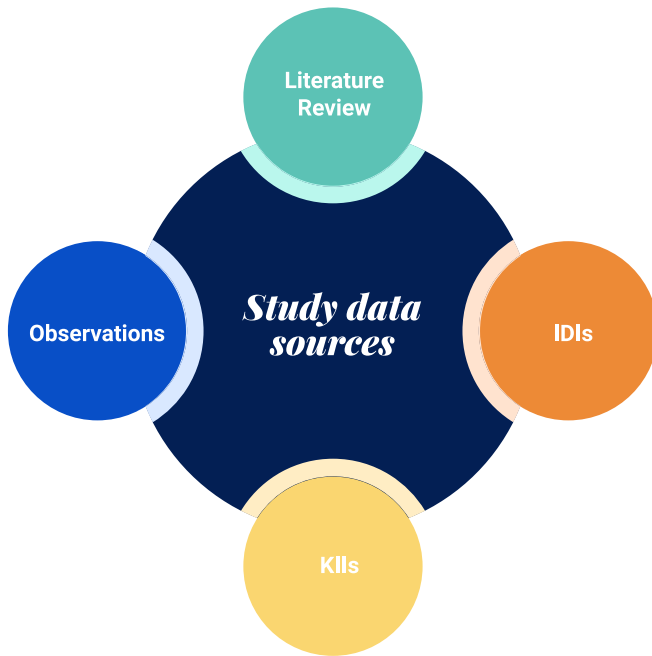 Literature
Review
Study data
sources
Observations
IDIs
KIIs